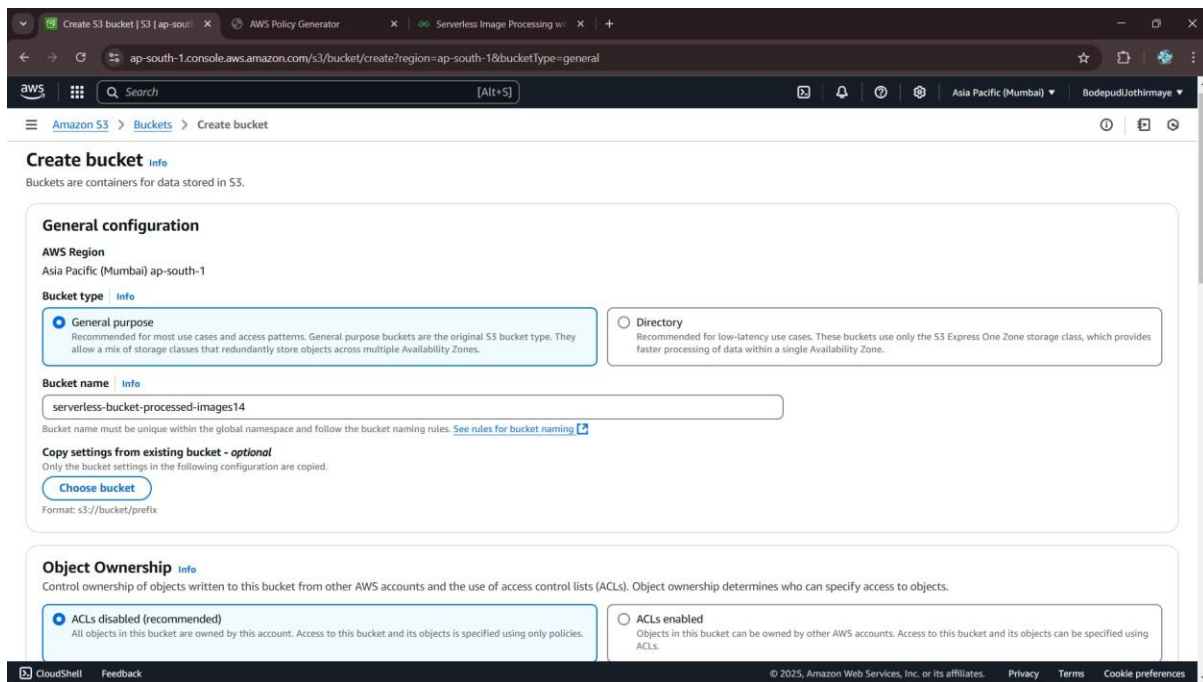 Create S3 bucket | S3 | ap-sout
AWS Policy Generator
Serverless Image Processing wi
ap-south-1.console.aws.amazon.com/s3/bucket/create?region=ap-south-1&bucketType=general
aws
Search
[Alt+S]
Asia Pacific (Mumbai)
BodepudiJothirmaye
Amazon S3 > Buckets > Create bucket
Create bucket Info
Buckets are containers for data stored in S3.
General configuration
AWS Region
Asia Pacific (Mumbai) ap-south-1
Bucket type Info
General purpose
Recommended for most use cases and access patterns. General purpose buckets are the original S3 bucket type. They
allow a mix of storage classes that redundantly store objects across multiple Availability Zones.
Directory
Recommended for low-latency use cases. These buckets use only the S3 Express One Zone storage class, which provides
faster processing of data within a single Availability Zone.
Bucket name Info
serverless-bucket-processed-images14
Bucket name must be unique within the global namespace and follow the bucket naming rules. See rules for bucket naming
Copy settings from existing bucket - optional
Only the bucket settings in the following configuration are copied.
Choose bucket
Format: s3://bucket/prefix
Object Ownership Info
Control ownership of objects written to this bucket from other AWS accounts and the use of access control lists (ACLs). Object ownership determines who can specify access to objects.
ACLs disabled (recommended)
All objects in this bucket are owned by this account. Access to this bucket and its objects is specified using only policies.
ACLs enabled
Objects in this bucket can be owned by other AWS accounts. Access to this bucket and its objects can be specified using
ACLs.
CloudShell
Feedback
© 2025, Amazon Web Services, Inc. or its affiliates.
Privacy
Terms
Cookie preferences